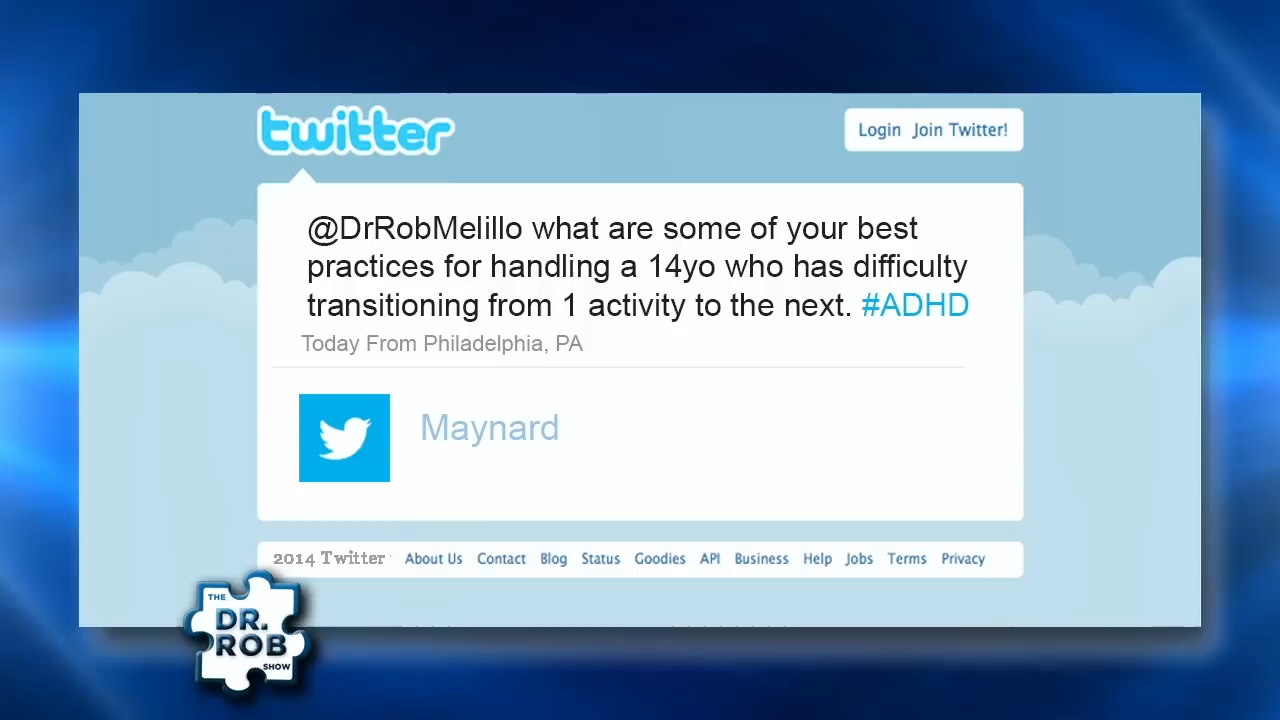 twitter
Login Join Twitter!
@DrRobMelillo what are some of your best
practices for handling a 14yo who has difficulty
transitioning from 1 activity to the next. #ADHD
Today From Philadelphia, PA
Maynard
2014 Twitter About Us Contact Blog Status Goodies API Business Help Jobs Terms Privacy
THE
DR.
ROB
SHOW